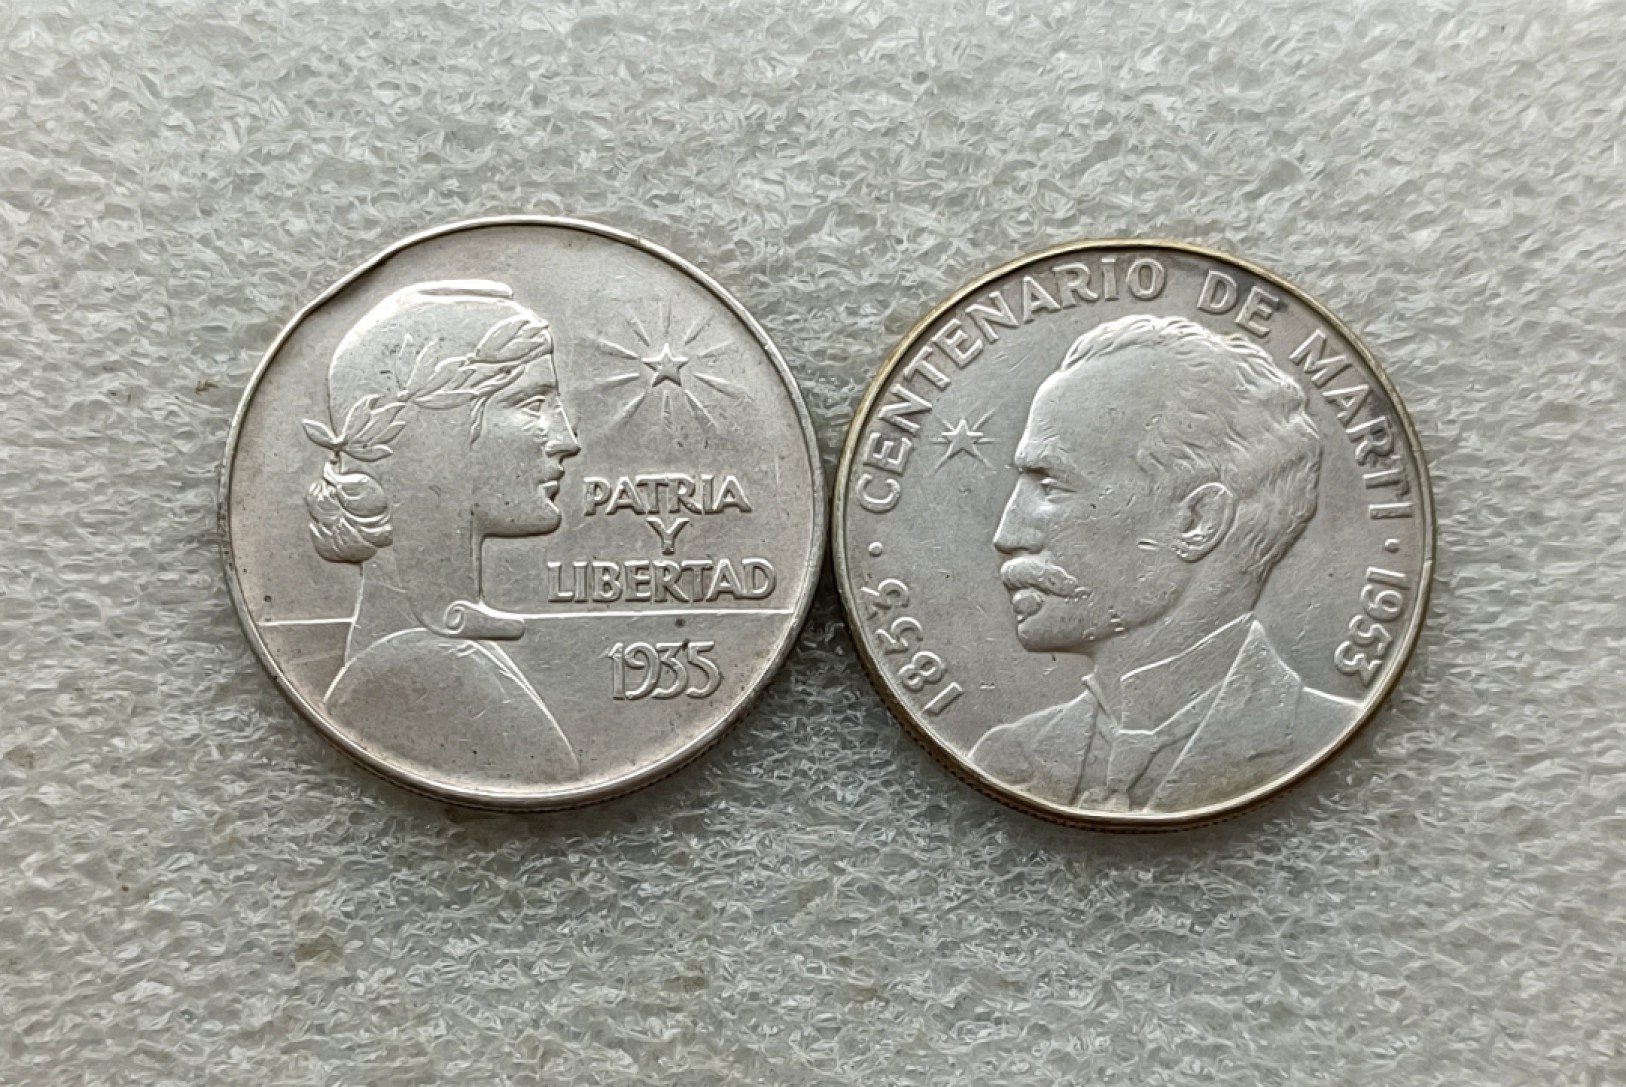 PATRIA
Y
LIBERTAD
1935
· CENTENARIO DE MARTI · 1953
1853